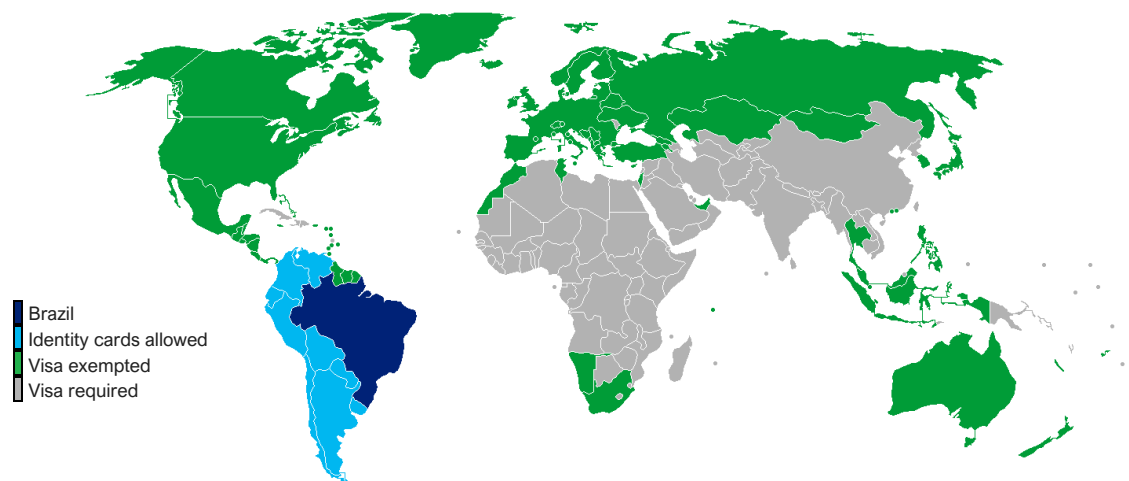 Brazil
Identity cards allowed
Visa exempted
Visa required